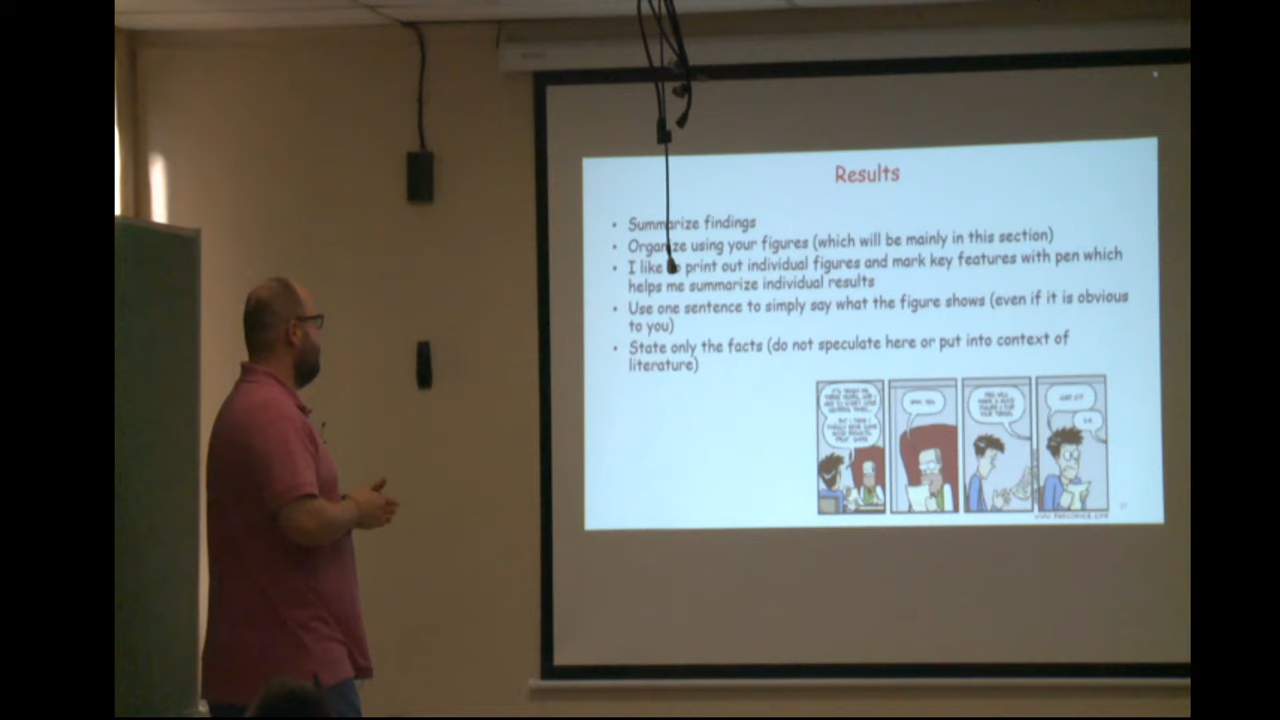 Results
• Summarize findings
• Organize using your figures (which will be mainly in this section)
• I like to print out individual figures and mark key features with pen which
helps me summarize individual results
• Use one sentence to simply say what the figure shows (even if it is obvious
to you)
• State only the facts (do not speculate here or put into context of
literature)